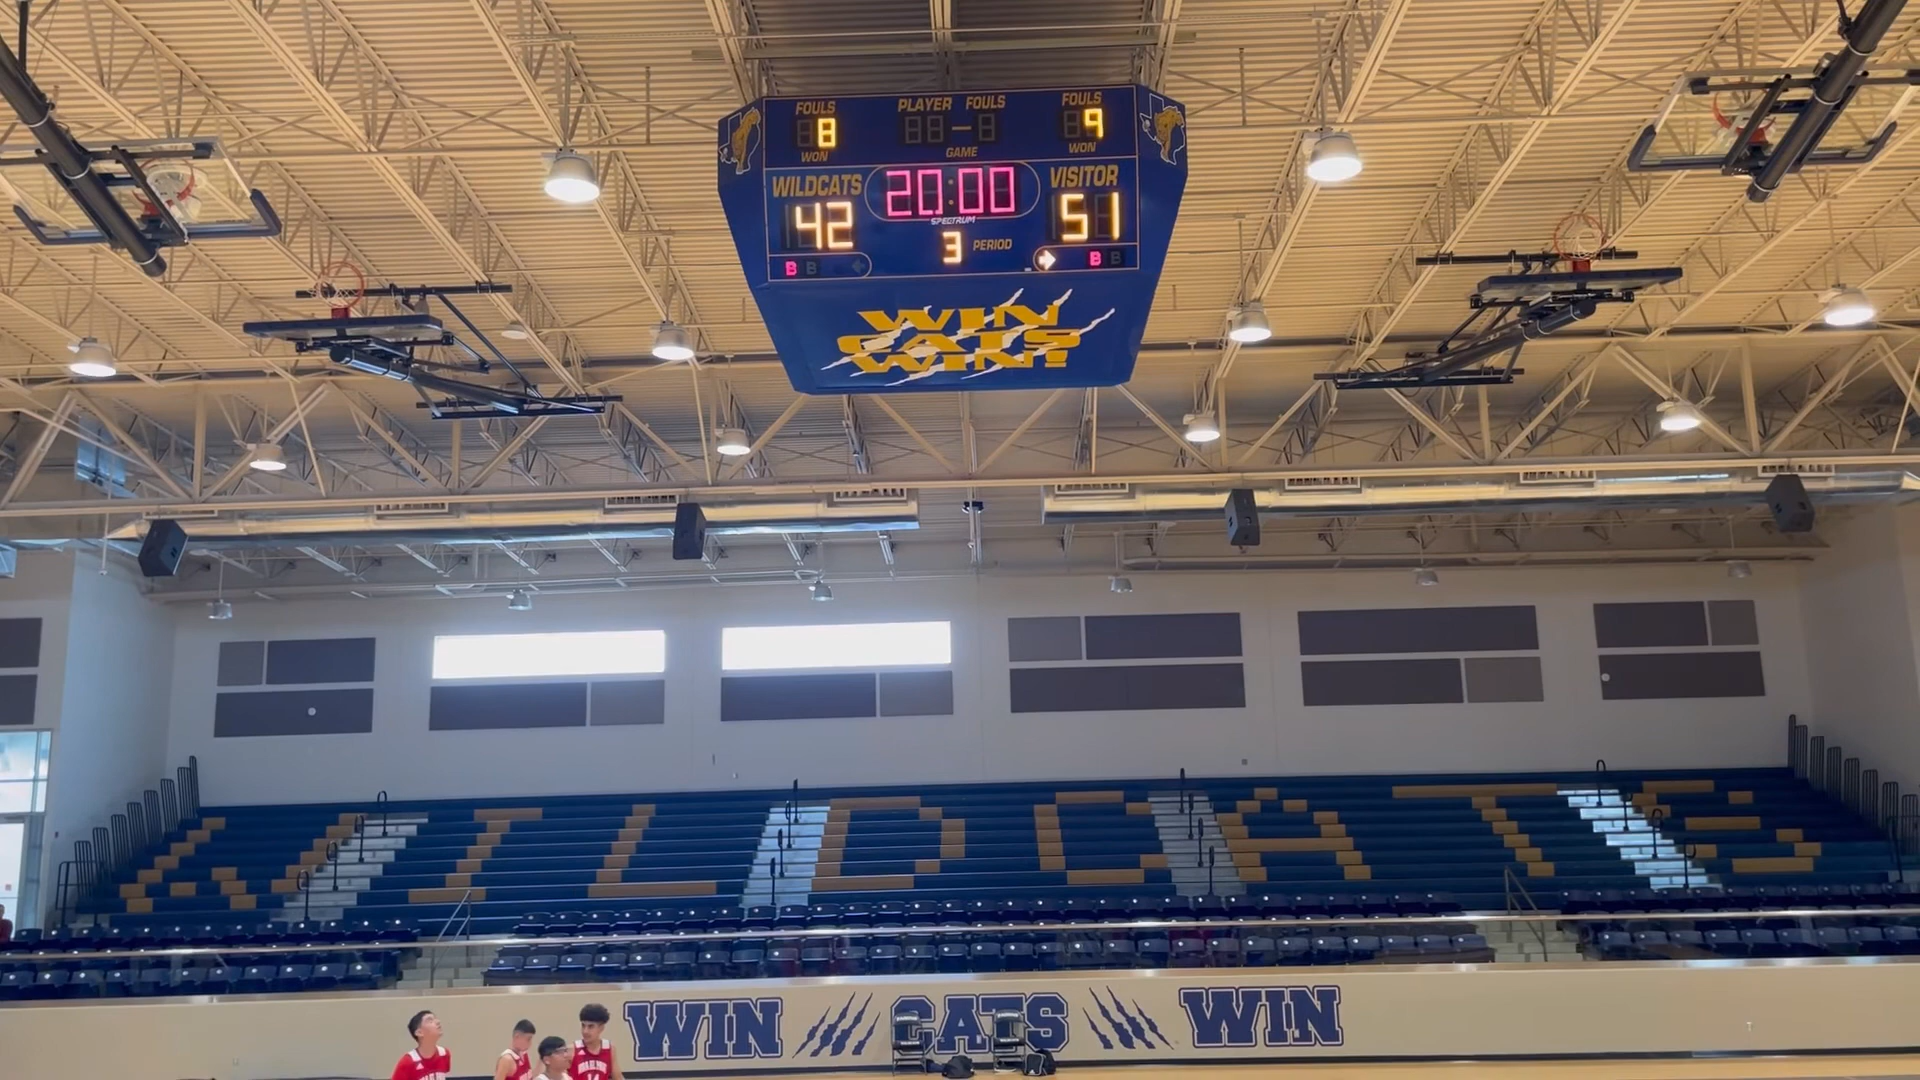 FOULS PLAYER FOULS FOULS
8 9
WON GAME WON
WILDCATS 20:00 VISITOR
SPECTRUM
42 51
3 PERIOD
B B B B
WIN
CATS
WIN!
WILDCATS
WIN CATS WIN